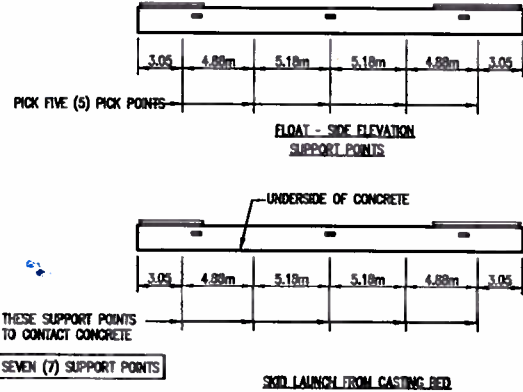 3.05 4.88m 5.18m 5.18m 4.88m 3.05
PICK FIVE (5) PICK POINTS
FLOAT - SIDE ELEVATION
SUPPORT POINTS
UNDERSIDE OF CONCRETE
3.05 4.88m 5.18m 5.18m 4.88m 3.05
THESE SUPPORT POINTS
TO CONTACT CONCRETE
SEVEN (7) SUPPORT POINTS
SKID LAUNCH FROM CASTING BED